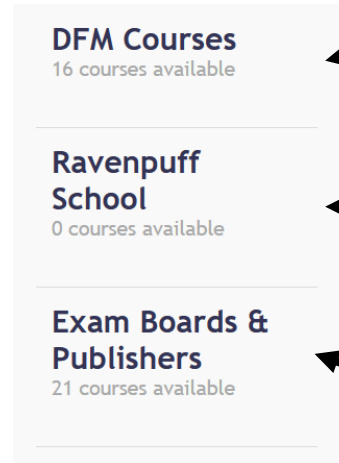 DFM Courses
16 courses available
Ravenpuff
School
0 courses available
Exam Boards &
Publishers
21 courses available